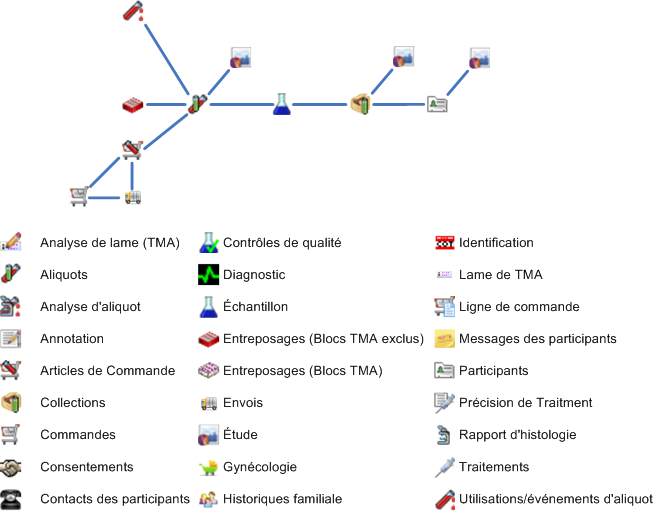 Analyse de lame (TMA)
Contrôles de qualité
Identification
Aliquots
Diagnostic
Lame de TMA
Analyse d'aliquot
Échantillon
Ligne de commande
Annotation
Entreposages (Blocs TMA exclus)
Messages des participants
Articles de Commande
Entreposages (Blocs TMA)
Participants
Collections
Envois
Précision de Traitment
Commandes
Étude
Rapport d'histologie
Consentements
Gynécologie
Traitements
Contacts des participants
Historiques familiale
Utilisations/événements d'aliquot